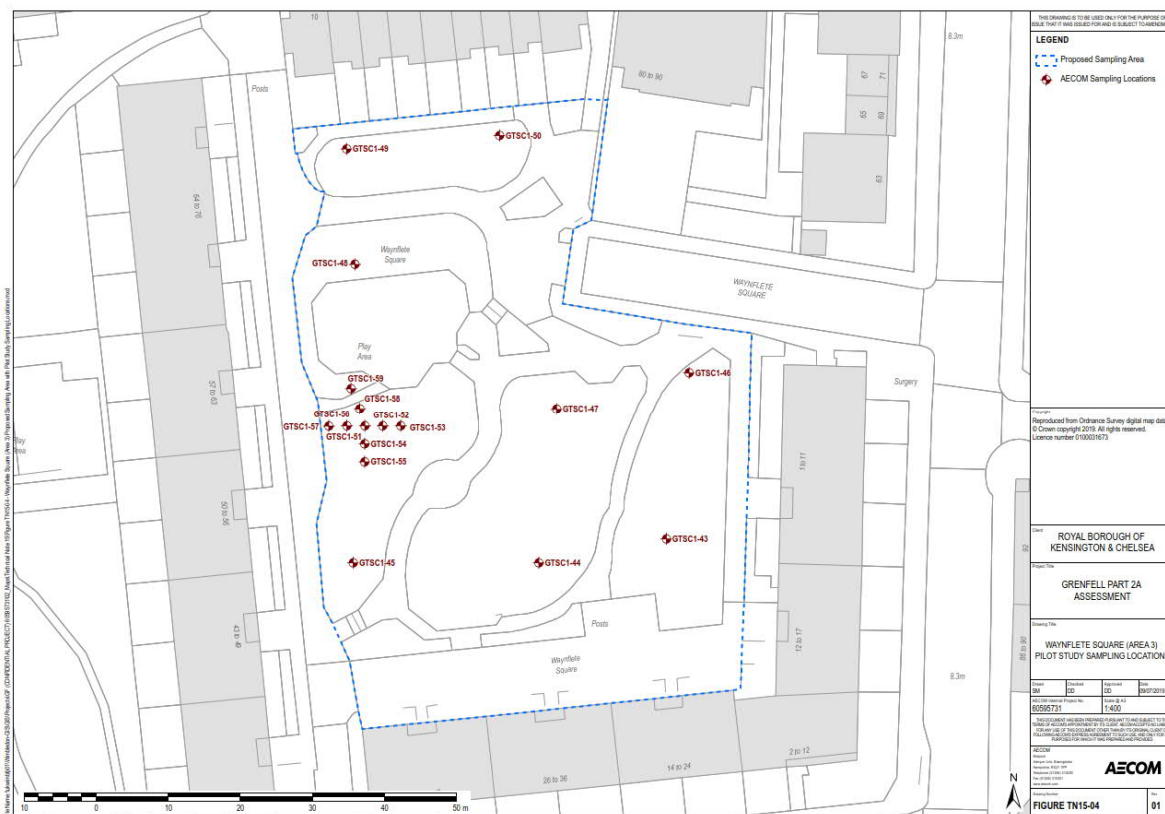 10
8.3m
Posts
80 to 90
67
71
65
69
63
64 to 76
GTSC1-49
GTSC1-50
GTSC1-48
Waynflete
Square
WAYNFLETE
SQUARE
Play
Area
GTSC1-59
GTSC1-58
GTSC1-52
GTSC1-57
GTSC1-51
GTSC1-53
GTSC1-54
GTSC1-55
GTSC1-46
GTSC1-47
GTSC1-45
GTSC1-44
GTSC1-43
Surgery
1 to 11
12 to 17
50 to 56
43 to 49
Posts
Waynflete
Square
8.3m
92
26 to 36
14 to 24
2 to 12
10 0 10 20 30 40 50 m
N
THIS DRAWING IS TO BE USED ONLY FOR THE PURPOSE OF
ISSUE THAT IT WAS ISSUED FOR AND IS SUBJECT TO AMENDM
LEGEND
Proposed Sampling Area
AECOM Sampling Locations
Copyright
Reproduced from Ordnance Survey digital map data
© Crown copyright 2019. All rights reserved.
Licence number 0100031673
Client
ROYAL BOROUGH OF
KENSINGTON & CHELSEA
Project Title
GRENFELL PART 2A
ASSESSMENT
Drawing Title
WAYNFLETE SQUARE (AREA 3)
PILOT STUDY SAMPLING LOCATION
Drawn Checked Approved Date
SM DD DD 09/07/2019
AECOM Internal Project No. Scale @ A3
60595731 1:400
AECOM
AECOM
Drawing Number Rev
FIGURE TN15-04 01